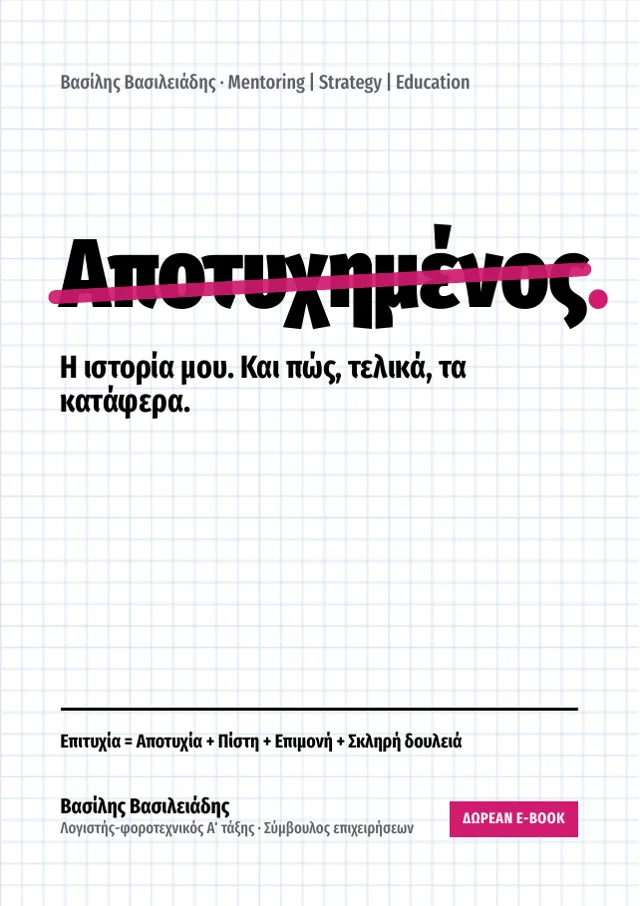 Βασίλης Βασιλειάδης · Mentoring | Strategy | Education
Αποτυχημένος.
Η ιστορία μου. Και πώς, τελικά, τα
κατάφερα.
Επιτυχία = Αποτυχία + Πίστη + Επιμονή + Σκληρή δουλειά
Βασίλης Βασιλειάδης
Λογιστής-φοροτεχνικός Α' τάξης · Σύμβουλος επιχειρήσεων
ΔΩΡΕΑΝ E-BOOK